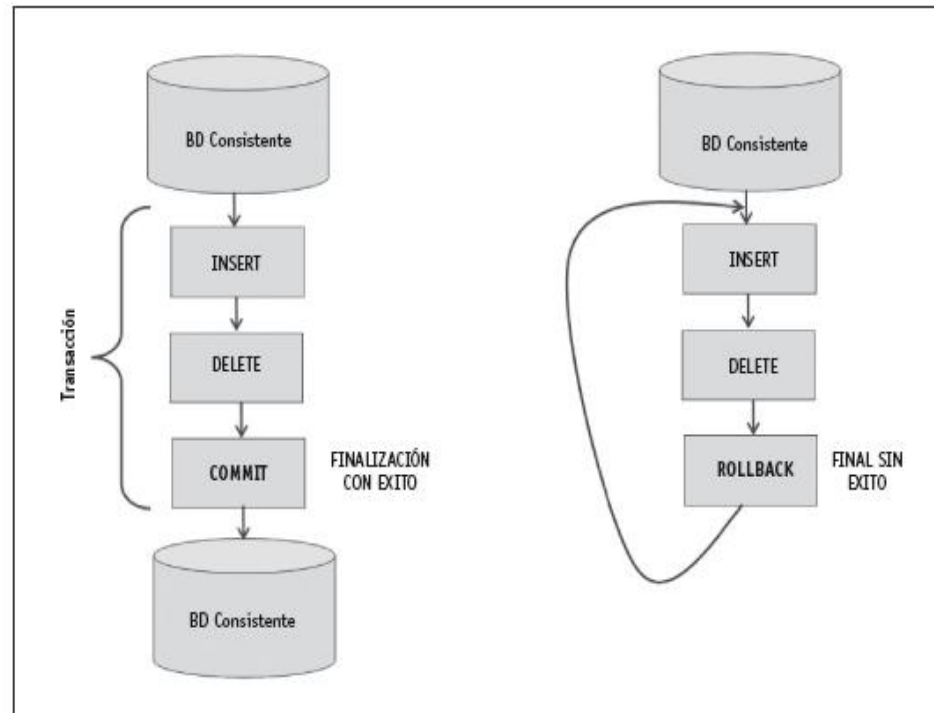 BD Consistente
Transacción
INSERT
DELETE
COMMIT
FINALIZACIÓN
CON EXITO
BD Consistente
BD Consistente
INSERT
DELETE
ROLLBACK
FINAL SIN
EXITO